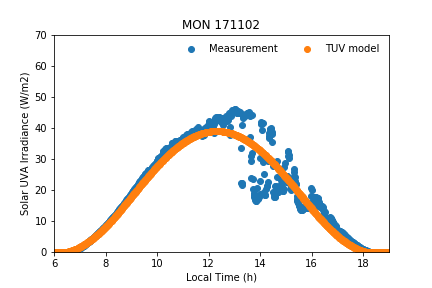 MON 171102
Measurement TUV model
70
60
50
40
30
20
10
0
Solar UVA Irradiance (W/m2)
6 8 10 12 14 16 18
Local Time (h)